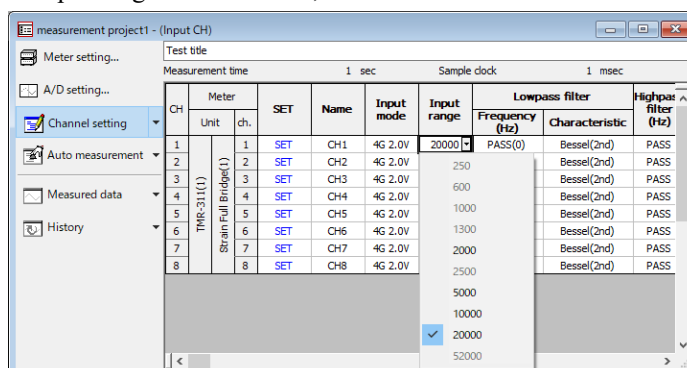 measurement project1 - (Input CH)
Meter setting...
A/D setting...
Channel setting
Auto measurement
Measured data
History
Test title
Measurement time 1 sec Sample clock 1 msec
CH Meter SET Name Input mode Input range Lowpass filter Highpas filter (Hz)
Unit ch. Frequency (Hz) Characteristic
TMR-311(1) Strain Full Bridge(1)
1 1 SET CH1 4G 2.0V 20000 PASS(0) Bessel(2nd) PASS
2 2 SET CH2 4G 2.0V Bessel(2nd) PASS
3 3 SET CH3 4G 2.0V Bessel(2nd) PASS
4 4 SET CH4 4G 2.0V Bessel(2nd) PASS
5 5 SET CH5 4G 2.0V Bessel(2nd) PASS
6 6 SET CH6 4G 2.0V Bessel(2nd) PASS
7 7 SET CH7 4G 2.0V Bessel(2nd) PASS
8 8 SET CH8 4G 2.0V Bessel(2nd) PASS
250
600
1000
1300
2000
2500
5000
10000
20000
52000